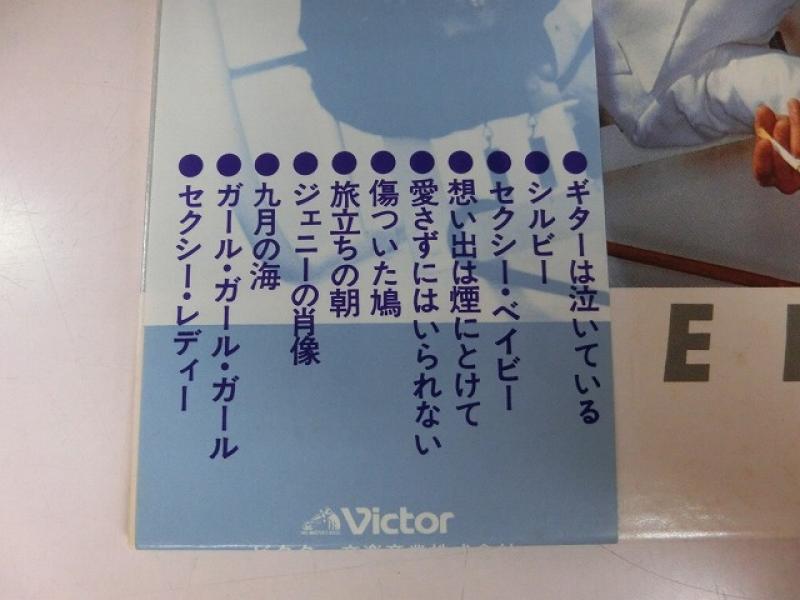 ●ギターは泣いている
●シルビー
●セクシー・ベイビー
●想い出は煙にとけて
●愛さずにはいられない
●傷ついた鳩
●旅立ちの朝
●ジェニーの肖像
●九月の海
●ガール・ガール・ガール
●セクシー・レディー
E
Victor